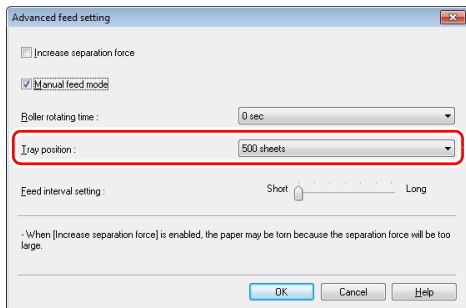 Advanced feed setting
Increase separation force
Manual feed mode
Roller rotating time : 0 sec
Tray position : 500 sheets
Feed interval setting : Short Long
- When [Increase separation force] is enabled, the paper may be torn because the separation force will be too
large.
OK Cancel Help